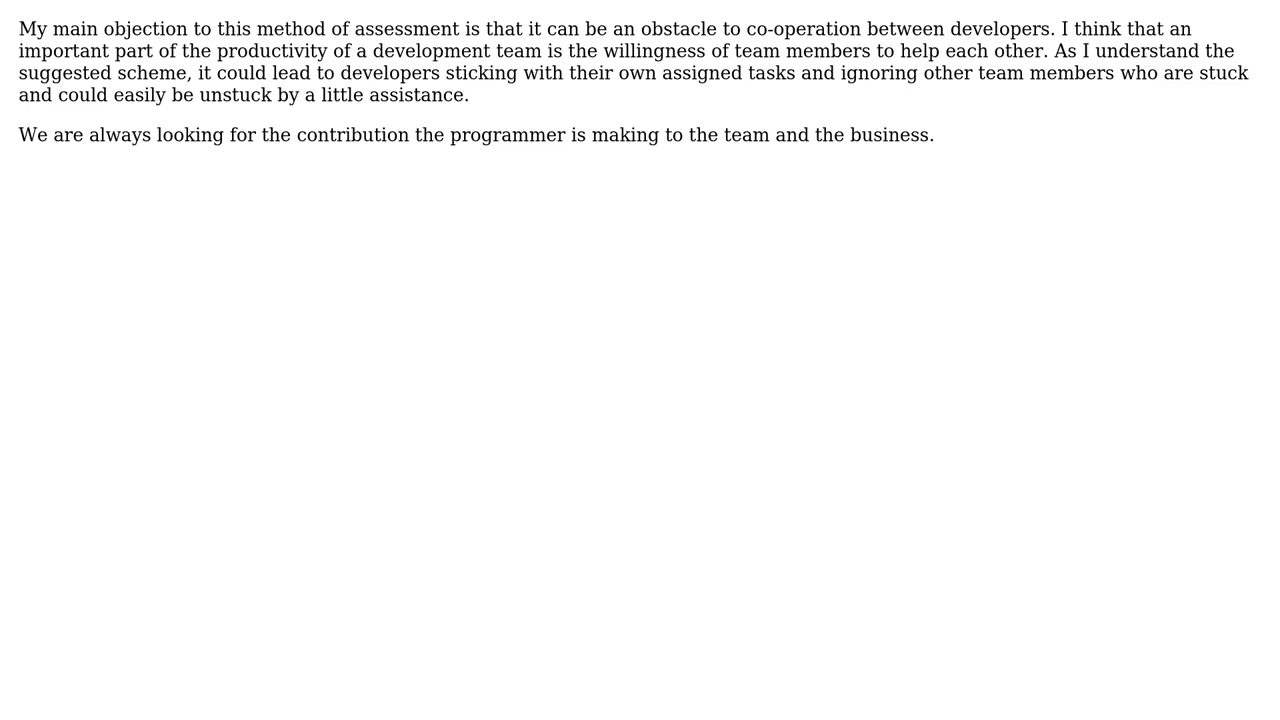 My main objection to this method of assessment is that it can be an obstacle to co-operation between developers. I think that an
important part of the productivity of a development team is the willingness of team members to help each other. As I understand the
suggested scheme, it could lead to developers sticking with their own assigned tasks and ignoring other team members who are stuck
and could easily be unstuck by a little assistance.
We are always looking for the contribution the programmer is making to the team and the business.